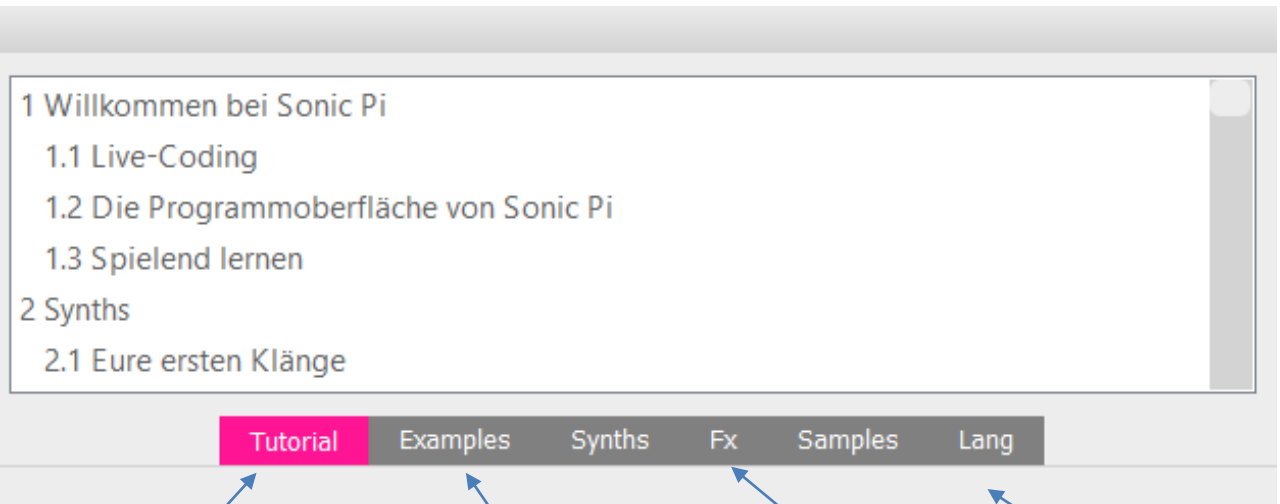 1 Willkommen bei Sonic Pi
1.1 Live-Coding
1.2 Die Programmoberfläche von Sonic Pi
1.3 Spielend lernen
2 Synths
2.1 Eure ersten Klänge
Tutorial Examples Synths Fx Samples Lang